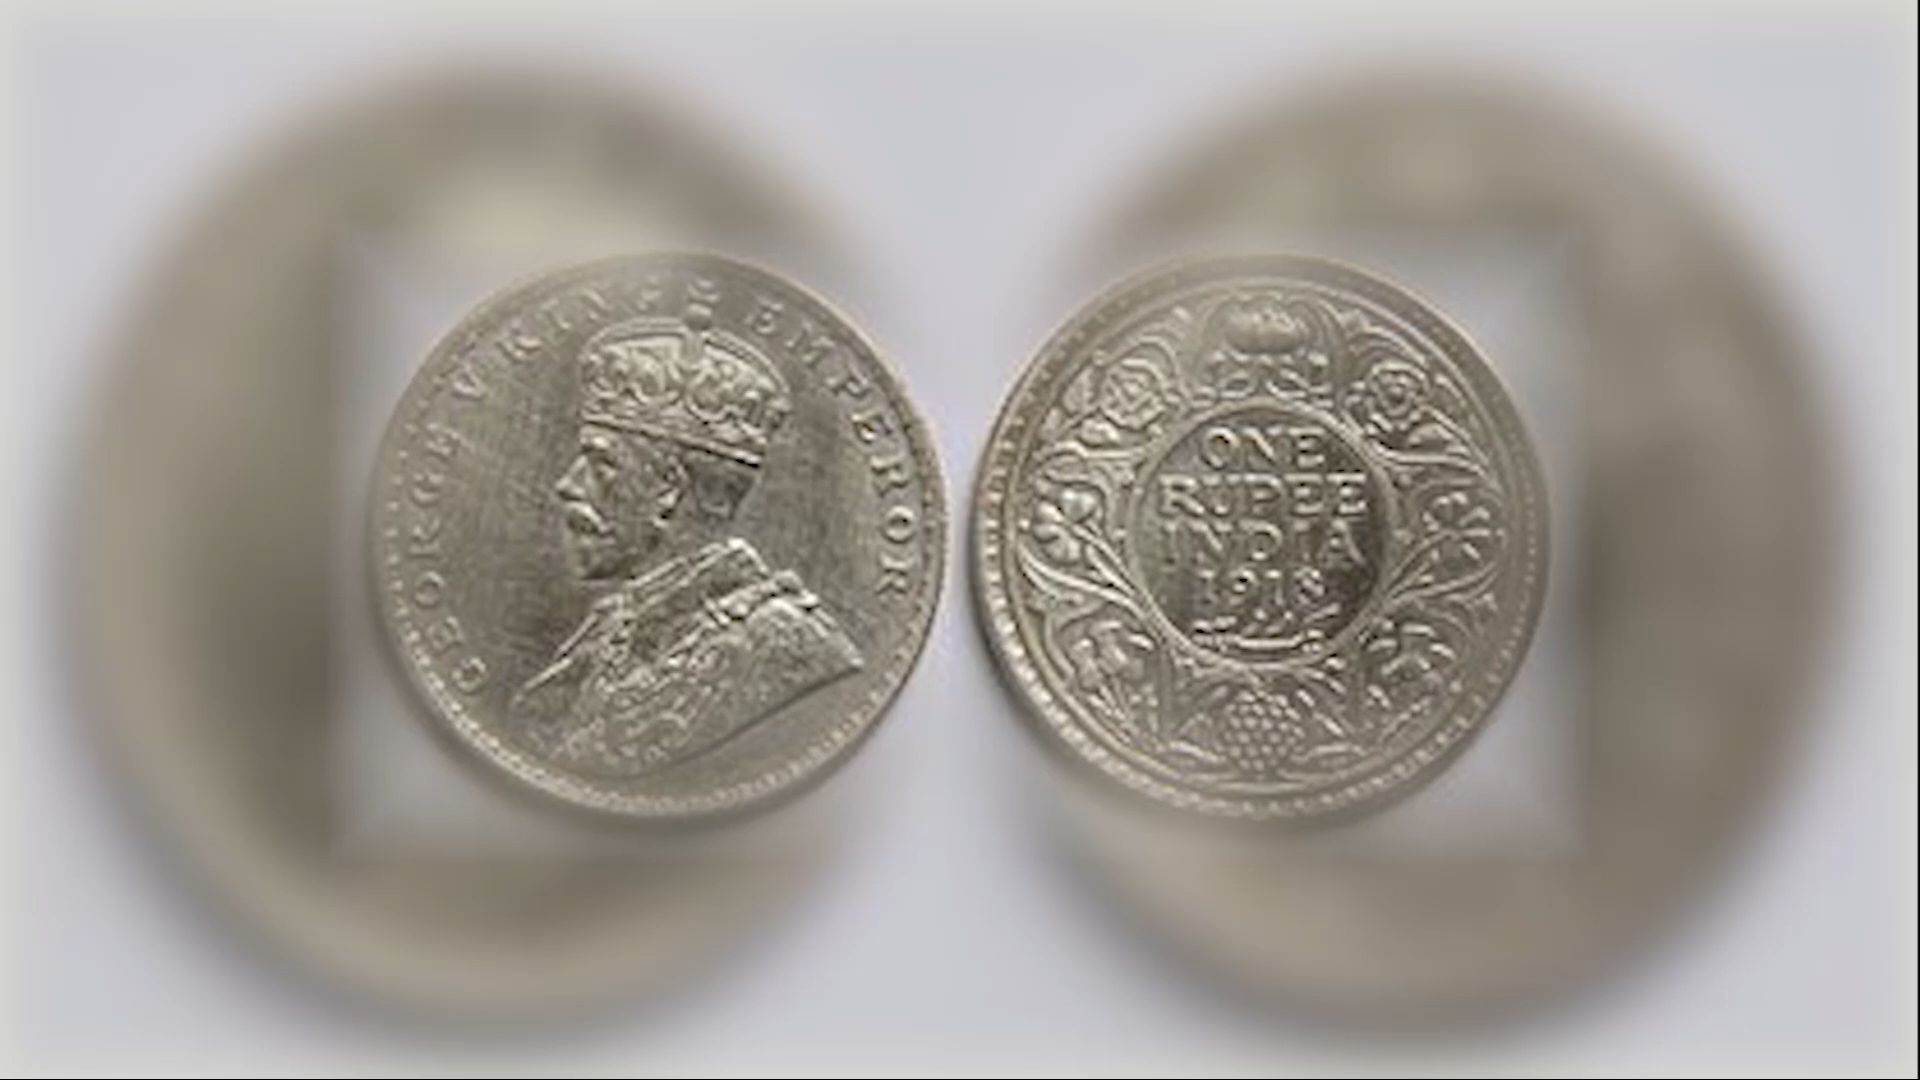 GEORGE V KING EMPEROR
ONE
RUPEE
INDIA
1918